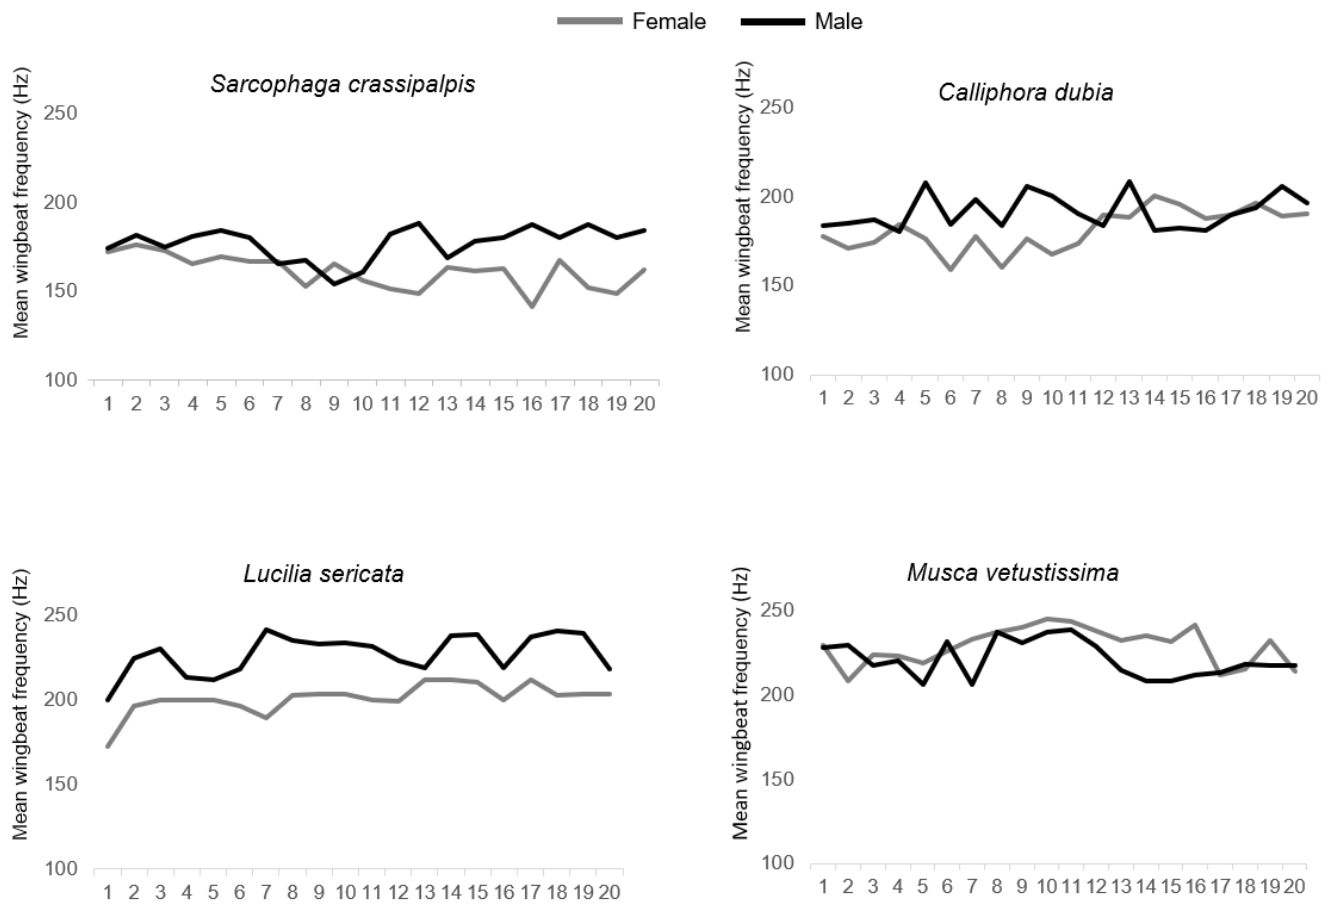 Female Male
Sarcophaga crassipalpis
Mean wingbeat frequency (Hz)
250
200
150
100
1 2 3 4 5 6 7 8 9 10 11 12 13 14 15 16 17 18 19 20
Calliphora dubia
Mean wingbeat frequency (Hz)
250
200
150
100
1 2 3 4 5 6 7 8 9 10 11 12 13 14 15 16 17 18 19 20
Lucilia sericata
Mean wingbeat frequency (Hz)
250
200
150
100
1 2 3 4 5 6 7 8 9 10 11 12 13 14 15 16 17 18 19 20
Musca vetustissima
Mean wingbeat frequency (Hz)
250
200
150
100
1 2 3 4 5 6 7 8 9 10 11 12 13 14 15 16 17 18 19 20